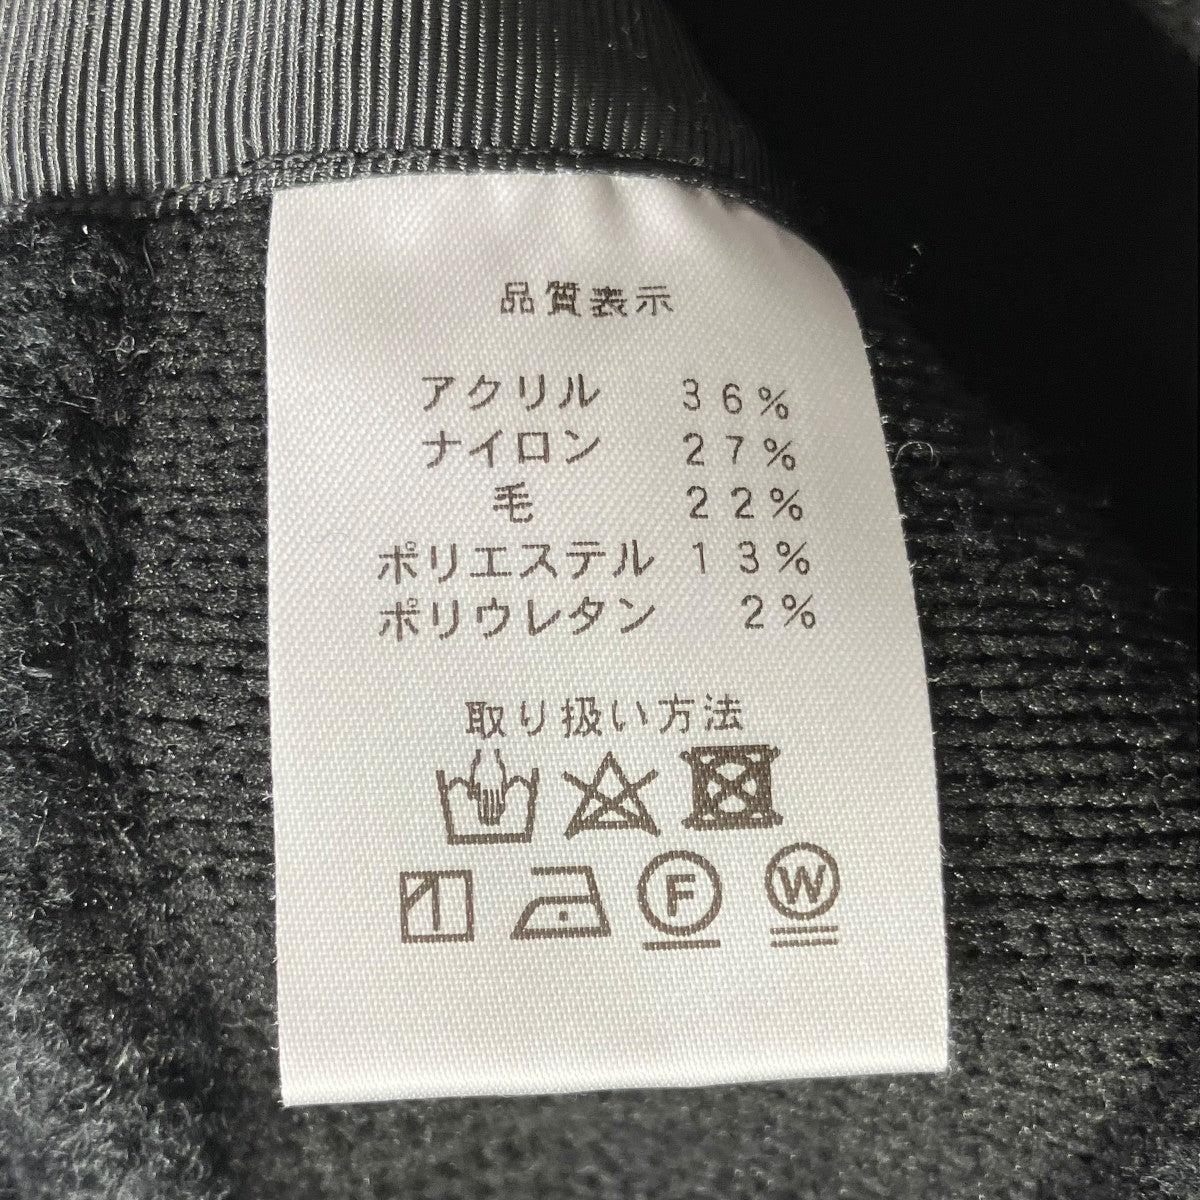 品質表示
アクリル 36%
ナイロン 27%
毛 22%
ポリエステル 13%
ポリウレタン 2%
取り扱い方法
F W